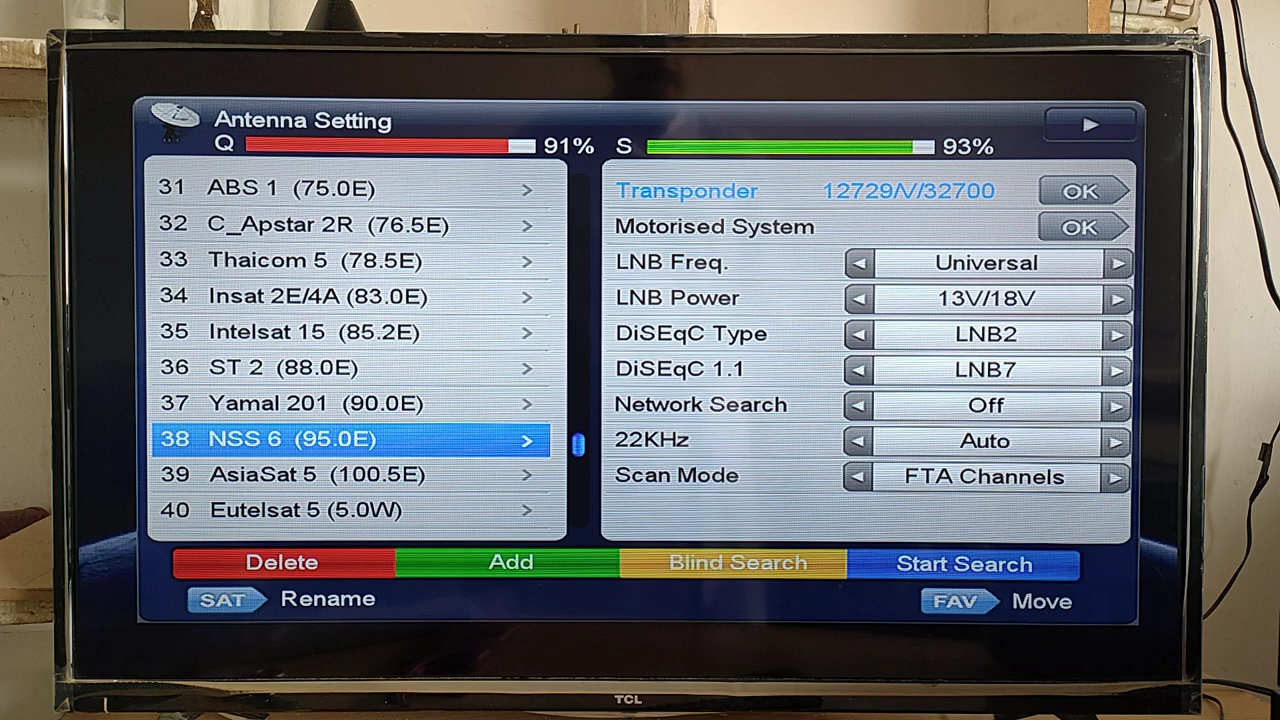 Antenna Setting
Q 91% S 93%
31 ABS 1 (75.0E) >
32 C_Apstar 2R (76.5E) >
33 Thaicom 5 (78.5E) >
34 Insat 2E/4A (83.0E) >
35 Intelsat 15 (85.2E) >
36 ST 2 (88.0E) >
37 Yamal 201 (90.0E) >
38 NSS 6 (95.0E) >
39 AsiaSat 5 (100.5E) >
40 Eutelsat 5 (5.0W) >
Transponder 12729/V/32700 OK
Motorised System OK
LNB Freq. Universal
LNB Power 13V/18V
DiSEqC Type LNB2
DiSEqC 1.1 LNB7
Network Search Off
22KHz Auto
Scan Mode FTA Channels
Delete Add Blind Search Start Search
SAT Rename FAV Move
TCL